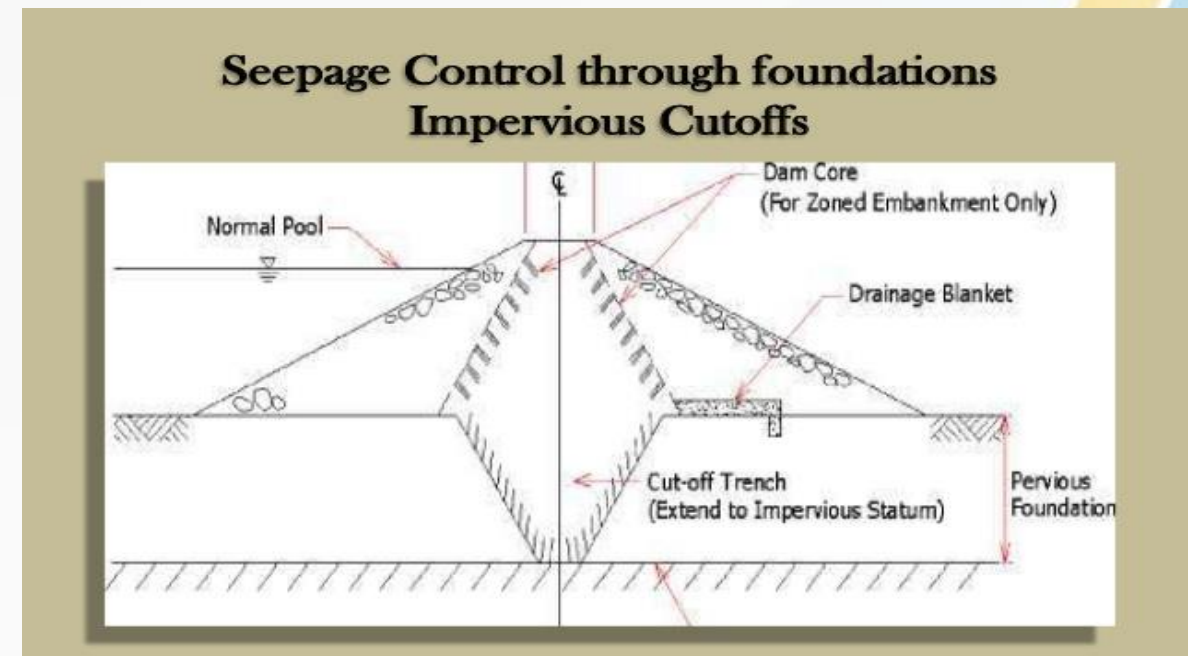 Seepage Control through foundations
Impervious Cutoffs
℄
Dam Core
(For Zoned Embankment Only)
Normal Pool
Drainage Blanket
Cut-off Trench
(Extend to Impervious Statum)
Pervious
Foundation